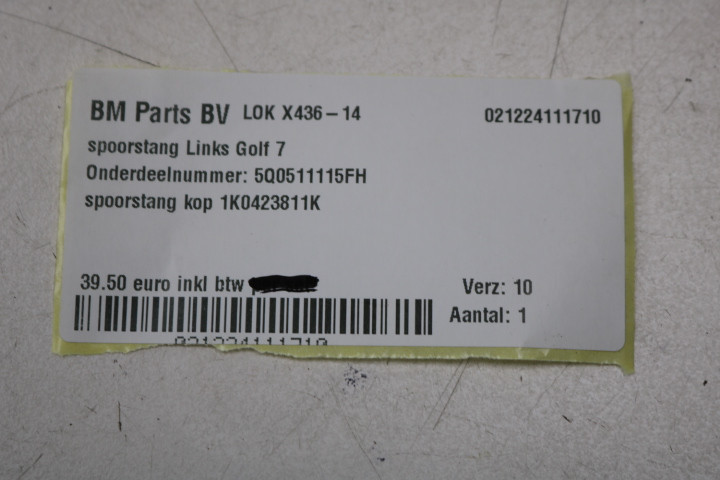 BM Parts BV LOK X436-14 021224111710
spoorstang Links Golf 7
Onderdeelnummer: 5Q0511115FH
spoorstang kop 1K0423811K
39.50 euro inkl btw
Verz: 10
Aantal: 1
021224111710